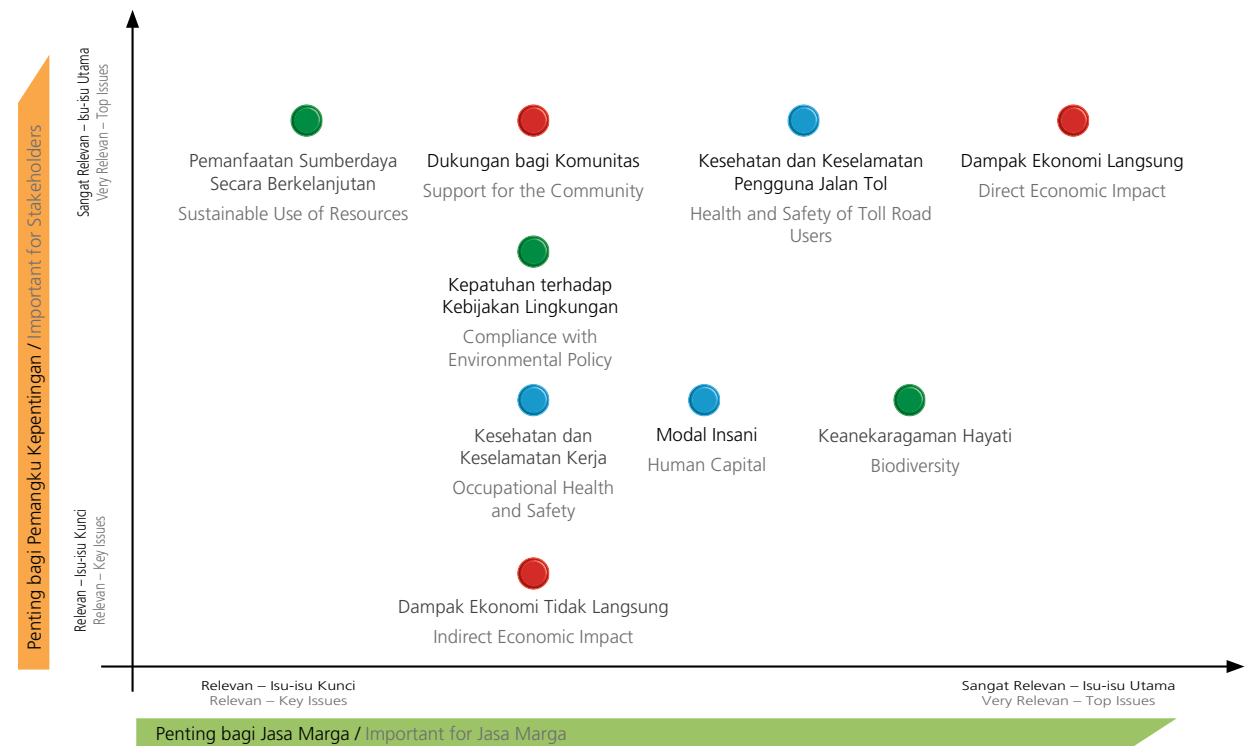 Penting bagi Pemangku Kepentingan / Important for Stakeholders
Sangat Relevan – Isu-isu Utama
Very Relevan – Top Issues
Relevan – Isu-isu Kunci
Relevan – Key Issues
Pemanfaatan Sumberdaya
Secara Berkelanjutan
Sustainable Use of Resources
Dukungan bagi Komunitas
Support for the Community
Kesehatan dan Keselamatan
Pengguna Jalan Tol
Health and Safety of Toll Road
Users
Dampak Ekonomi Langsung
Direct Economic Impact
Kepatuhan terhadap
Kebijakan Lingkungan
Compliance with
Environmental Policy
Kesehatan dan
Keselamatan Kerja
Occupational Health
and Safety
Modal Insani
Human Capital
Keanekaragaman Hayati
Biodiversity
Dampak Ekonomi Tidak Langsung
Indirect Economic Impact
Relevan – Isu-isu Kunci
Relevan – Key Issues
Sangat Relevan – Isu-isu Utama
Very Relevan – Top Issues
Penting bagi Jasa Marga / Important for Jasa Marga